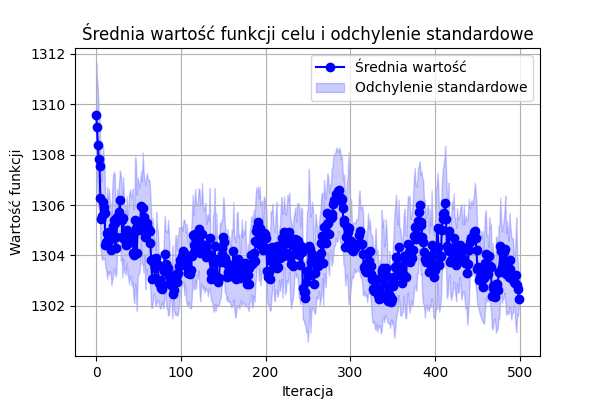 Średnia wartość funkcji celu i odchylenie standardowe
Średnia wartość
Odchylenie standardowe
Wartość funkcji
1312
1310
1308
1306
1304
1302
0 100 200 300 400 500
Iteracja